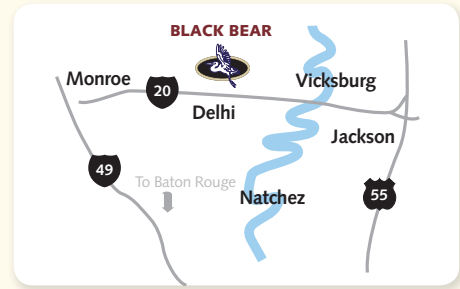 BLACK BEAR
Monroe
20
Vicksburg
Delhi
Jackson
49
To Baton Rouge
Natchez
55